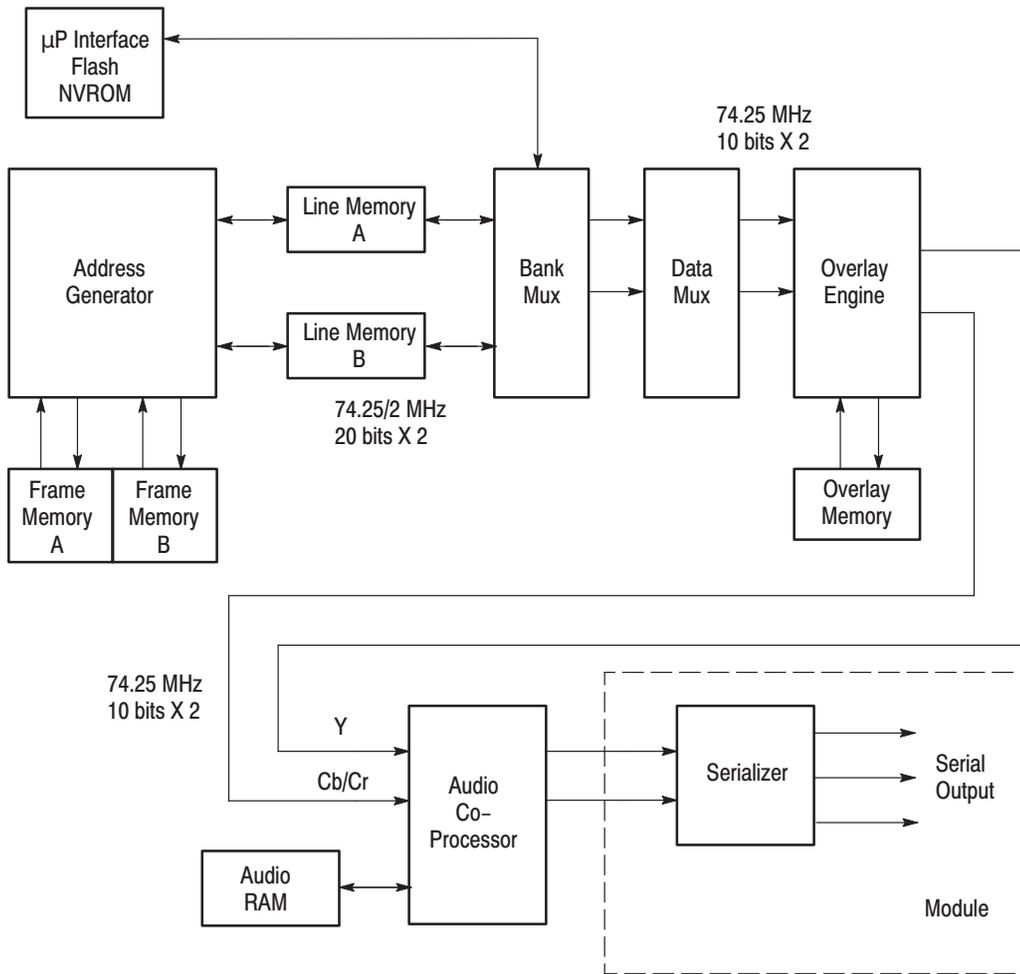 µP Interface
Flash
NVROM
74.25 MHz
10 bits X 2
Address
Generator
Line Memory
A
Line Memory
B
Bank
Mux
Data
Mux
Overlay
Engine
74.25/2 MHz
20 bits X 2
Frame
Memory
A
Frame
Memory
B
Overlay
Memory
74.25 MHz
10 bits X 2
Y
Cb/Cr
Audio
Co–
Processor
Serializer
Serial
Output
Audio
RAM
Module